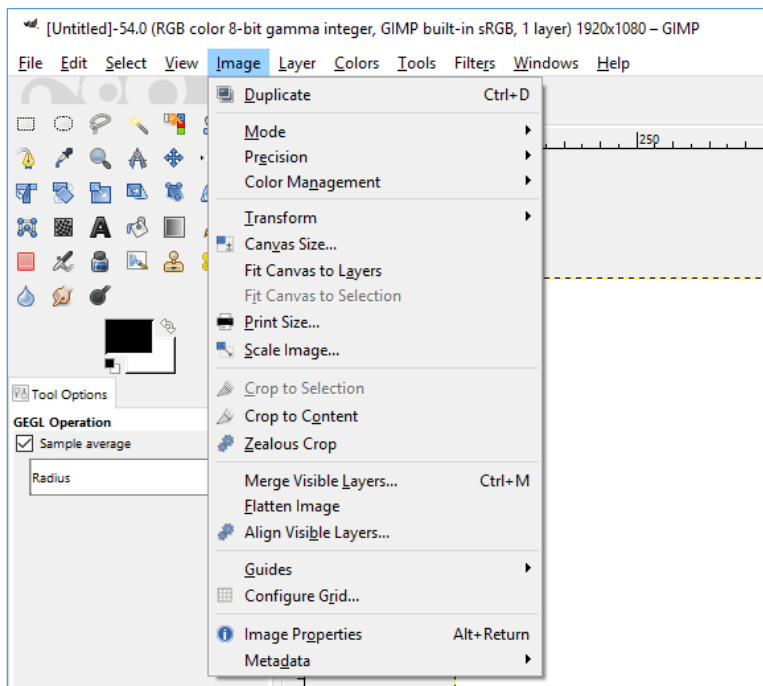 [Untitled]-54.0 (RGB color 8-bit gamma integer, GIMP built-in sRGB, 1 layer) 1920x1080 – GIMP
File Edit Select View Image Layer Colors Tools Filters Windows Help
Duplicate Ctrl+D
Mode
Precision
Color Management
250
Transform
Canvas Size...
Fit Canvas to Layers
Fit Canvas to Selection
Print Size...
Scale Image...
Crop to Selection
Crop to Content
Zealous Crop
Merge Visible Layers... Ctrl+M
Flatten Image
Align Visible Layers...
Guides
Configure Grid...
Image Properties Alt+Return
Metadata
Tool Options
GEGL Operation
Sample average
Radius